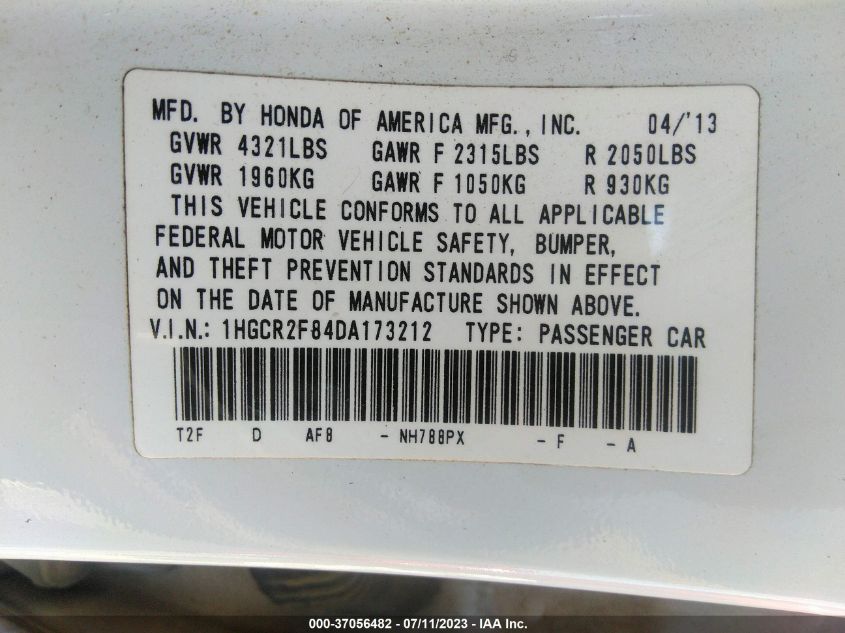 MFD. BY HONDA OF AMERICA MFG., INC. 04/'13
GVWR 4321LBS GAWR F 2315LBS R 2050LBS
GVWR 1960KG GAWR F 1050KG R 930KG
THIS VEHICLE CONFORMS TO ALL APPLICABLE
FEDERAL MOTOR VEHICLE SAFETY, BUMPER,
AND THEFT PREVENTION STANDARDS IN EFFECT
ON THE DATE OF MANUFACTURE SHOWN ABOVE.
V.I.N.: 1HGCR2F84DA173212 TYPE: PASSENGER CAR
T2F D AF8 - NH788PX - F - A
000-37056482 - 07/11/2023 - IAA Inc.